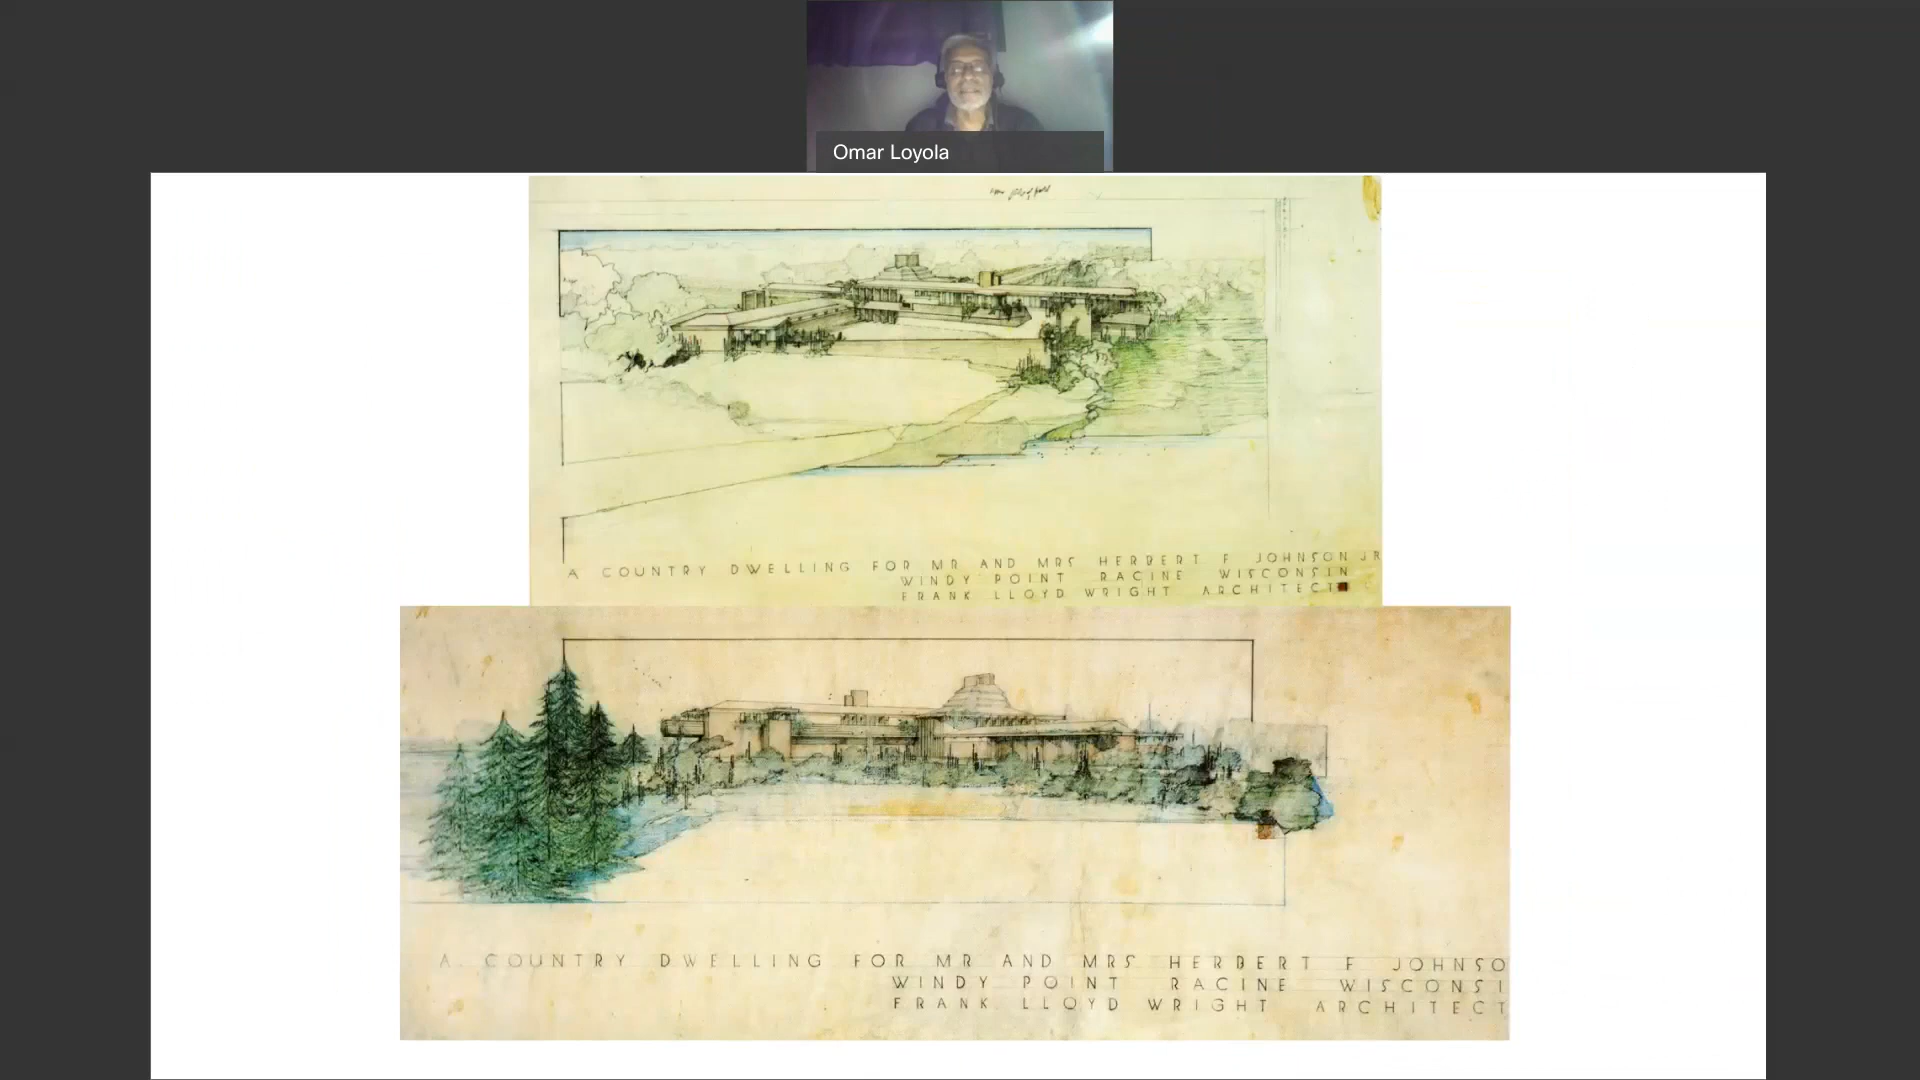 Omar Loyola
A COUNTRY DWELLING FOR MR AND MRS HERBERT F JOHNSON JR
WINDY POINT RACINE WISCONSIN
FRANK LLOYD WRIGHT ARCHITECT
A COUNTRY DWELLING FOR MR AND MRS HERBERT F JOHNSO
WINDY POINT RACINE WISCONSI
FRANK LLOYD WRIGHT ARCHITECT